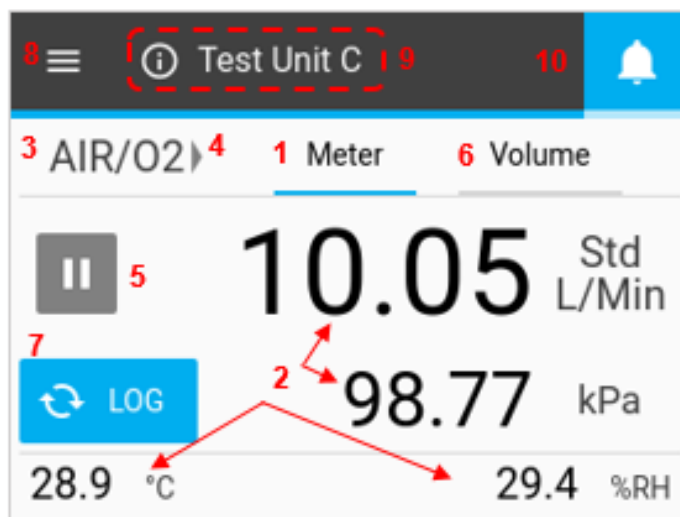 8 Test Unit C 9 10
3 AIR/O2 4 1 Meter 6 Volume
5 10.05 Std L/Min
7 LOG 2 98.77 kPa
28.9 °C 29.4 %RH